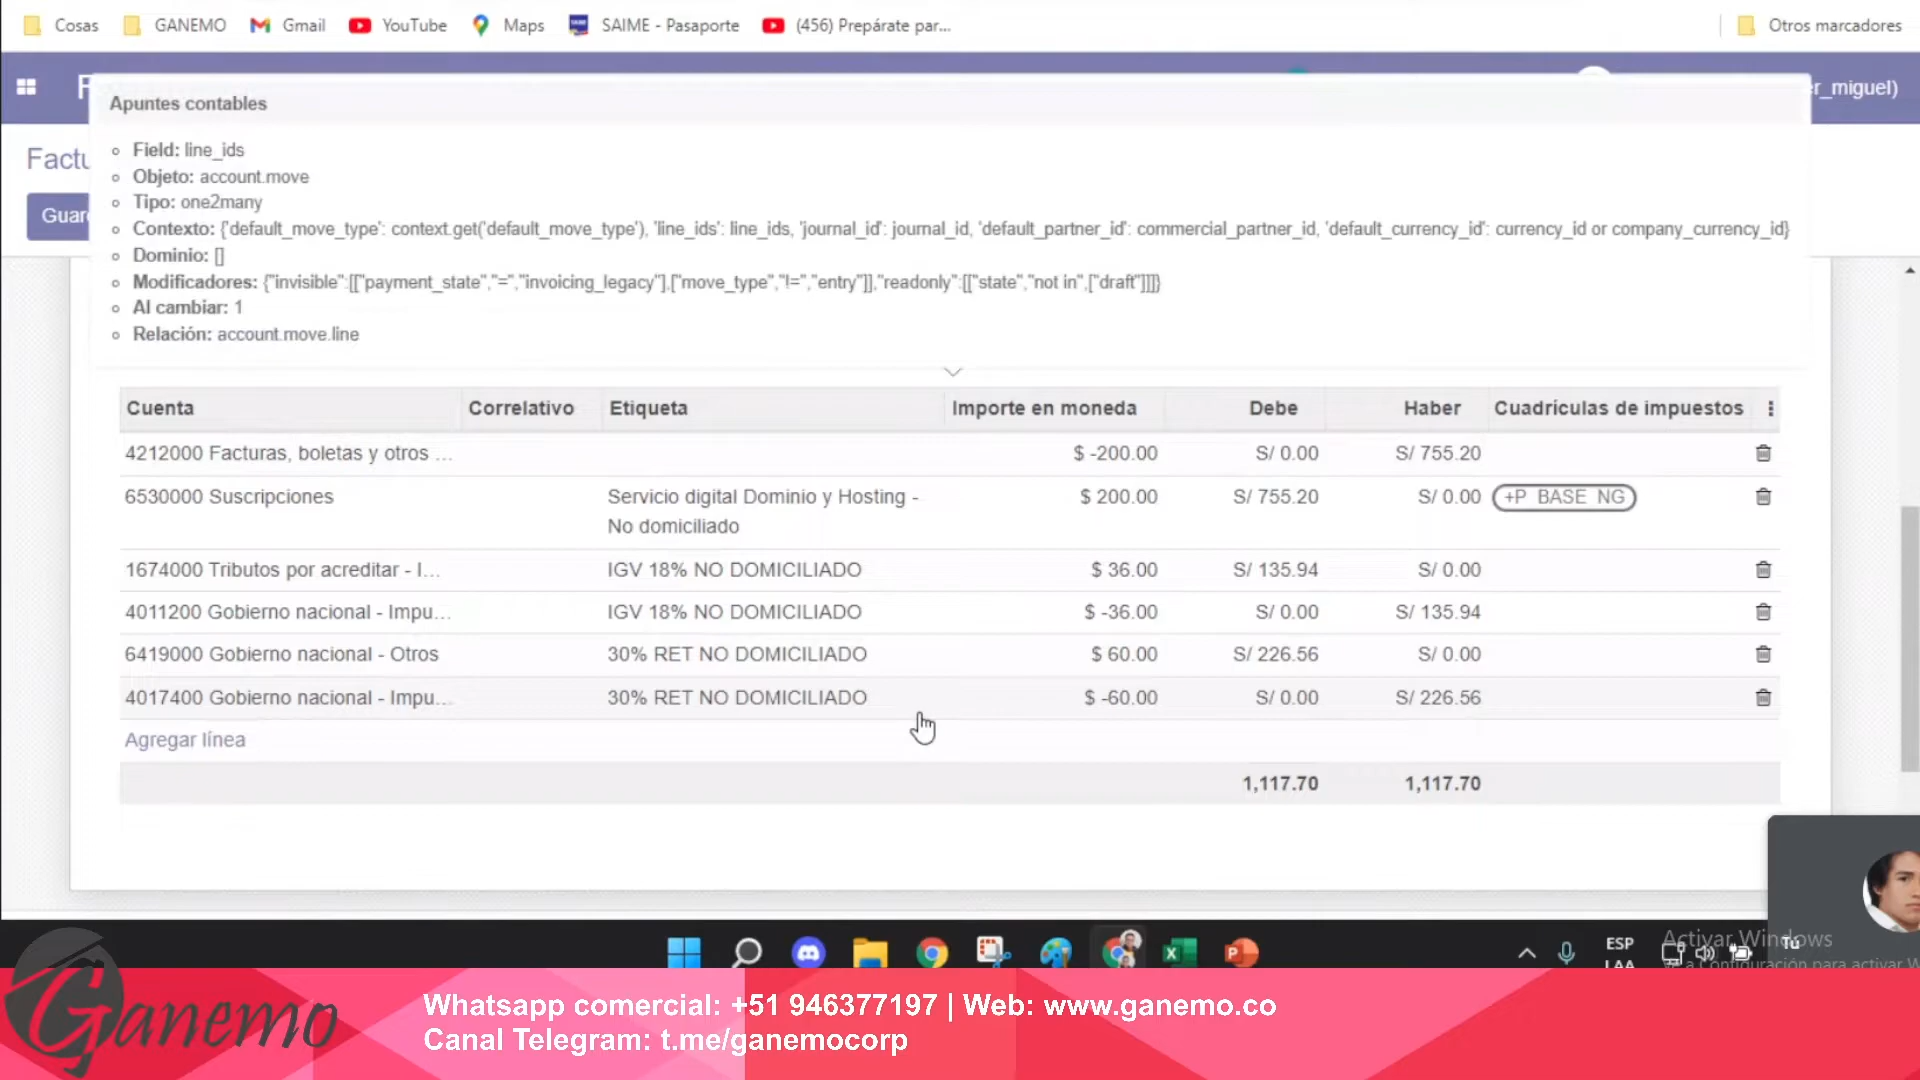 Cosas GANEMO Gmail YouTube Maps SAIME - Pasaporte (456) Prepárate par... Otros marcadores
r_miguel)
Apuntes contables
Factu
Guar
Field: line_ids
Objeto: account.move
Tipo: one2many
Contexto: {'default_move_type': context.get('default_move_type'), 'line_ids': line_ids, 'journal_id': journal_id, 'default_partner_id': commercial_partner_id, 'default_currency_id': currency_id or company_currency_id}
Dominio: []
Modificadores: {"invisible":[["payment_state","=","invoicing_legacy"],["move_type","!=","entry"]],"readonly":[["state","not in",["draft"]]]}
Al cambiar: 1
Relación: account.move.line
Cuenta Correlativo Etiqueta Importe en moneda Debe Haber Cuadrículas de impuestos
4212000 Facturas, boletas y otros ... $ -200.00 S/ 0.00 S/ 755.20
6530000 Suscripciones Servicio digital Dominio y Hosting - $ 200.00 S/ 755.20 S/ 0.00 +P_BASE_NG
No domiciliado
1674000 Tributos por acreditar - I... IGV 18% NO DOMICILIADO $ 36.00 S/ 135.94 S/ 0.00
4011200 Gobierno nacional - Impu... IGV 18% NO DOMICILIADO $ -36.00 S/ 0.00 S/ 135.94
6419000 Gobierno nacional - Otros 30% RET NO DOMICILIADO $ 60.00 S/ 226.56 S/ 0.00
4017400 Gobierno nacional - Impu... 30% RET NO DOMICILIADO $ -60.00 S/ 0.00 S/ 226.56
Agregar línea
1,117.70 1,117.70
ESP
LAA
Activar Windows
Tú
Ganemo
Whatsapp comercial: +51 946377197 | Web: www.ganemo.co
Canal Telegram: t.me/ganemocorp